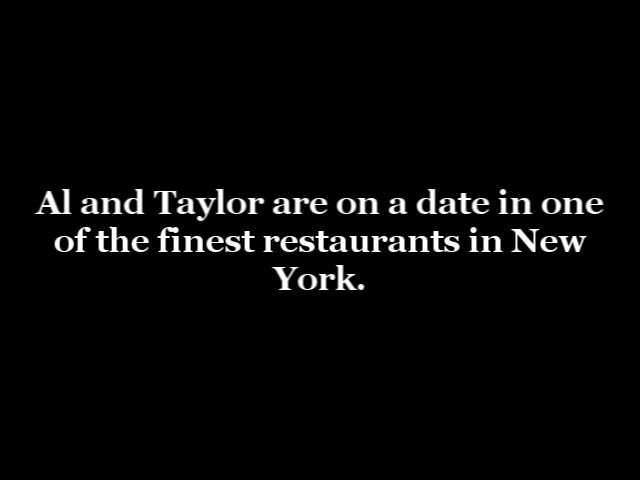 Al and Taylor are on a date in one
of the finest restaurants in New
York.